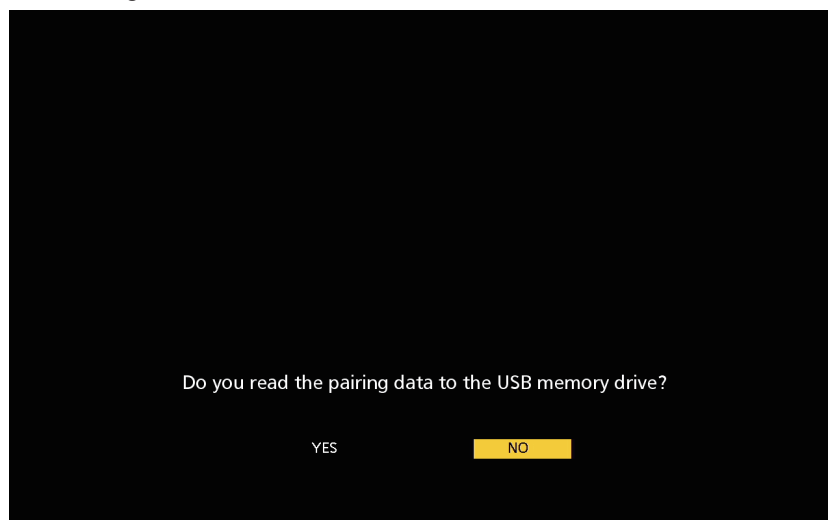 Do you read the pairing data to the USB memory drive?
YES NO